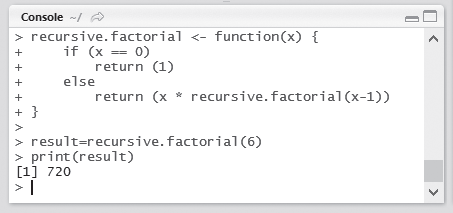 Console ~/
> recursive.factorial <- function(x) {
+     if (x == 0)
+         return (1)
+     else
+         return (x * recursive.factorial(x-1))
+ }
>
> result=recursive.factorial(6)
> print(result)
[1] 720
>